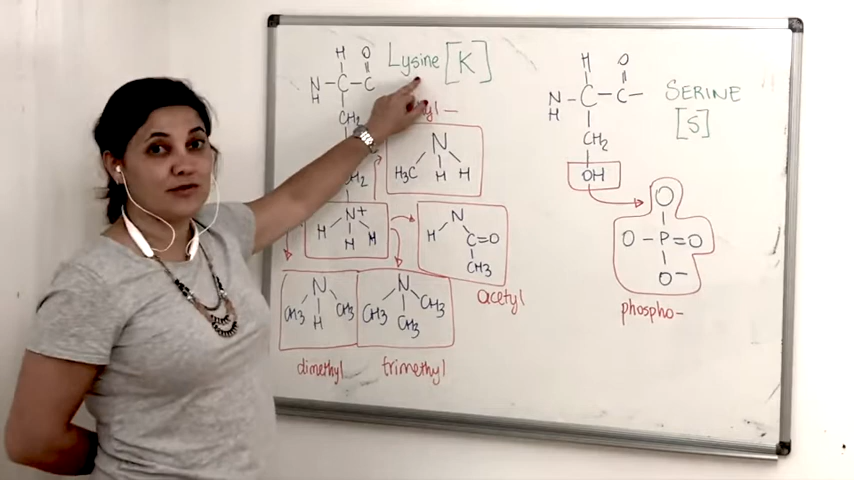 Lysine [K]
yl –
H O
N – C – C
H
CH₂
H₂
N
H₃C H H
N+
H H H
N
H C=O
CH₃
acetyl
N
CH₃ H CH₃
dimethyl
N
CH₃ CH₃ CH₃
trimethyl
SERINE
[S]
H O
N – C – C –
H
CH₂
OH
O
O – P = O
O –
phospho-